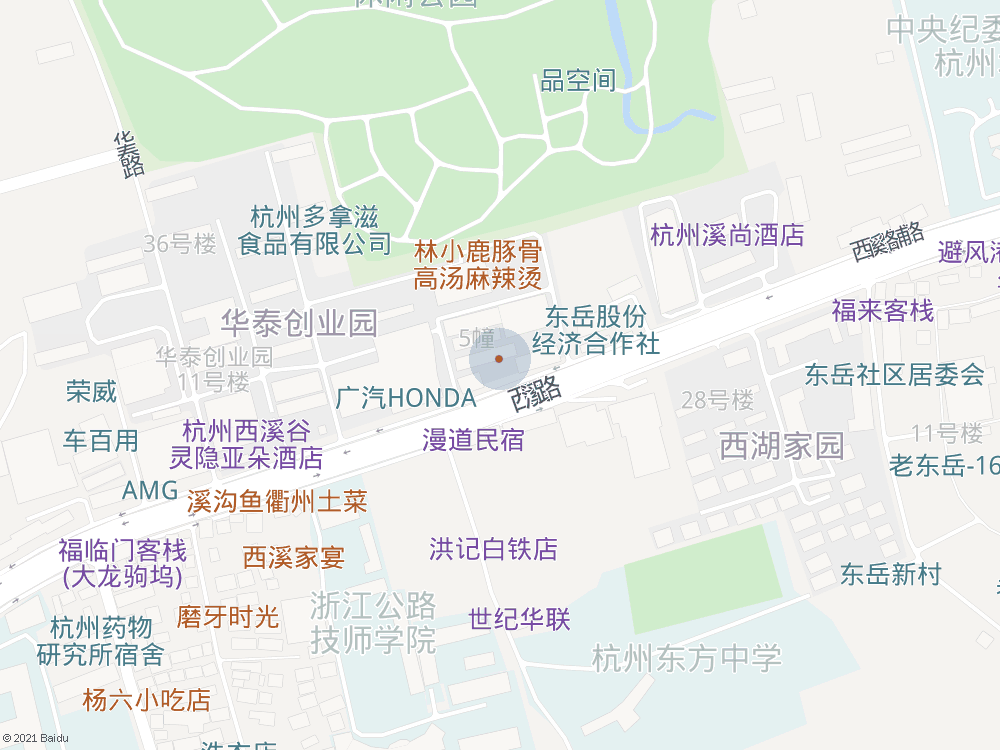 休闲公园
中央纪委
杭州
品空间
华泰路
杭州多拿滋
食品有限公司
36号楼
林小鹿豚骨
高汤麻辣烫
杭州溪尚酒店
西溪路辅路
避风港
华泰创业园
5幢
东岳股份
经济合作社
福来客栈
华泰创业园
11号楼
荣威
广汽HONDA
西溪路
东岳社区居委会
28号楼
车百用
杭州西溪谷
灵隐亚朵酒店
漫道民宿
西湖家园
11号楼
老东岳-16
AMG
溪沟鱼衢州土菜
福临门客栈
(大龙驹坞)
西溪家宴
洪记白铁店
东岳新村
磨牙时光
浙江公路
技师学院
世纪华联
杭州药物
研究所宿舍
杭州东方中学
杨六小吃店
洗衣店
© 2021 Baidu